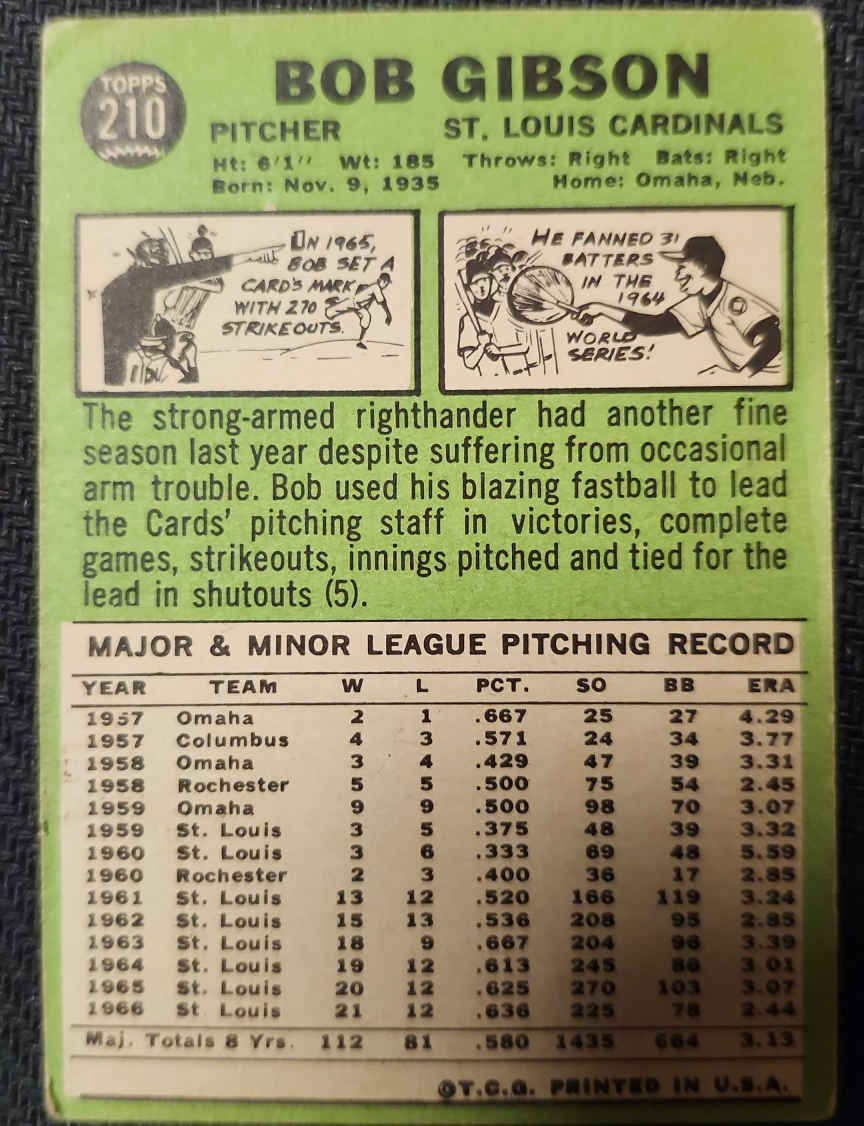 TOPPS
210
BOB GIBSON
PITCHER ST. LOUIS CARDINALS
Ht: 6'1" Wt: 185 Throws: Right Bats: Right
Born: Nov. 9, 1935 Home: Omaha, Neb.
IN 1965,
BOB SET A
CARD'S MARK
WITH 270
STRIKEOUTS.
HE FANNED 31
BATTERS
IN THE
1964
WORLD
SERIES!
The strong-armed righthander had another fine
season last year despite suffering from occasional
arm trouble. Bob used his blazing fastball to lead
the Cards' pitching staff in victories, complete
games, strikeouts, innings pitched and tied for the
lead in shutouts (5).
MAJOR & MINOR LEAGUE PITCHING RECORD
YEAR TEAM W L PCT. SO BB ERA
1957 Omaha 2 1 .667 25 27 4.29
1957 Columbus 4 3 .571 24 34 3.77
1958 Omaha 3 4 .429 47 39 3.31
1958 Rochester 5 5 .500 75 54 2.45
1959 Omaha 9 9 .500 98 70 3.07
1959 St. Louis 3 5 .375 48 39 3.32
1960 St. Louis 3 6 .333 69 48 5.59
1960 Rochester 2 3 .400 36 17 2.85
1961 St. Louis 13 12 .520 166 119 3.24
1962 St. Louis 15 13 .536 208 95 2.85
1963 St. Louis 18 9 .667 204 96 3.39
1964 St. Louis 19 12 .613 245 86 3.01
1965 St. Louis 20 12 .625 270 103 3.07
1966 St Louis 21 12 .636 225 78 2.44
Maj. Totals 8 Yrs. 112 81 .580 1435 664 3.13
©T.C.G. PRINTED IN U.S.A.